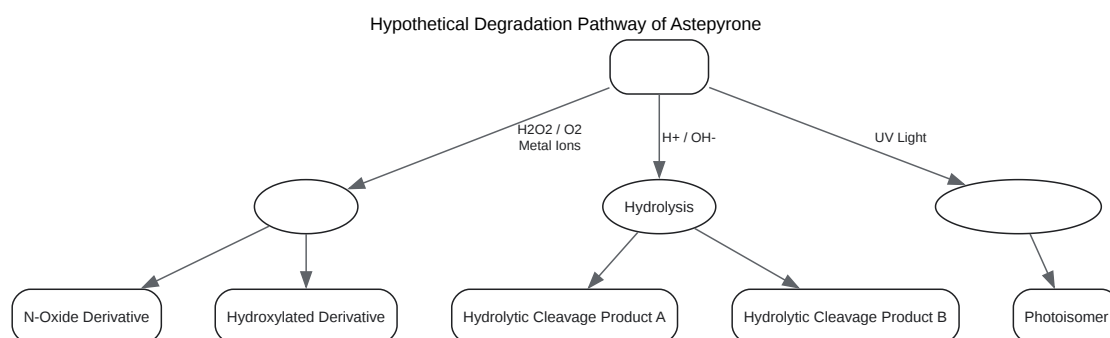 Hypothetical Degradation Pathway of Astepyrone
H2O2 / O2
Metal Ions
H+ / OH-
UV Light
Hydrolysis
N-Oxide Derivative
Hydroxylated Derivative
Hydrolytic Cleavage Product A
Hydrolytic Cleavage Product B
Photoisomer